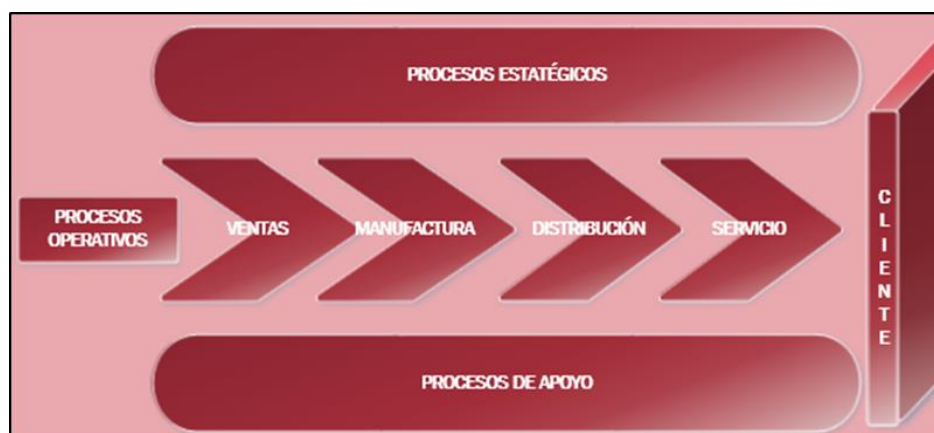 PROCESOS ESTATÉGICOS
PROCESOS
OPERATIVOS
VENTAS
MANUFACTURA
DISTRIBUCIÓN
SERVICIO
CLIENTE
PROCESOS DE APOYO